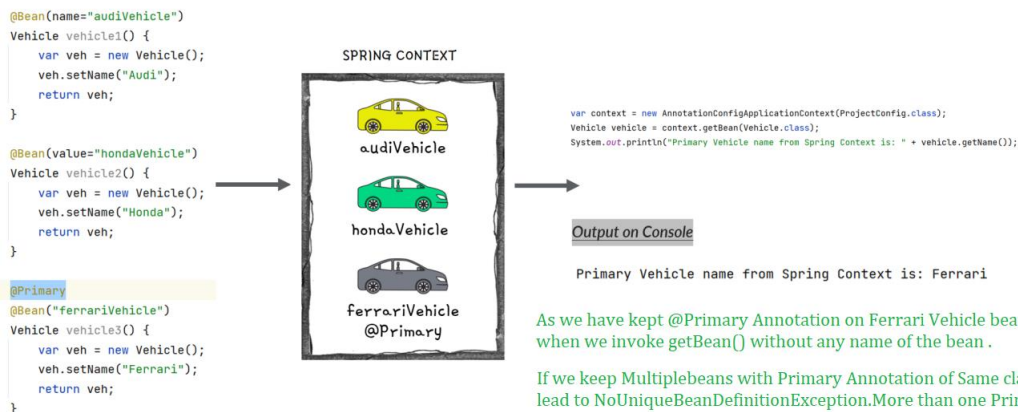 @Bean(name="audiVehicle")
Vehicle vehicle1() {
var veh = new Vehicle();
veh.setName("Audi");
return veh;
}
@Bean(value="hondaVehicle")
Vehicle vehicle2() {
var veh = new Vehicle();
veh.setName("Honda");
return veh;
}
@Primary
@Bean("ferrariVehicle")
Vehicle vehicle3() {
var veh = new Vehicle();
veh.setName("Ferrari");
return veh;
}
SPRING CONTEXT
audiVehicle
hondaVehicle
ferrariVehicle
@Primary
var context = new AnnotationConfigApplicationContext(ProjectConfig.class);
Vehicle vehicle = context.getBean(Vehicle.class);
System.out.println("Primary Vehicle name from Spring Context is: " + vehicle.getName());
Output on Console
Primary Vehicle name from Spring Context is: Ferrari
As we have kept @Primary Annotation on Ferrari Vehicle
when we invoke getBean() without any name of the bean .
If we keep Multiplebeans with Primary Annotation of Same
lead to NoUniqueBeanDefinitionException.More than one